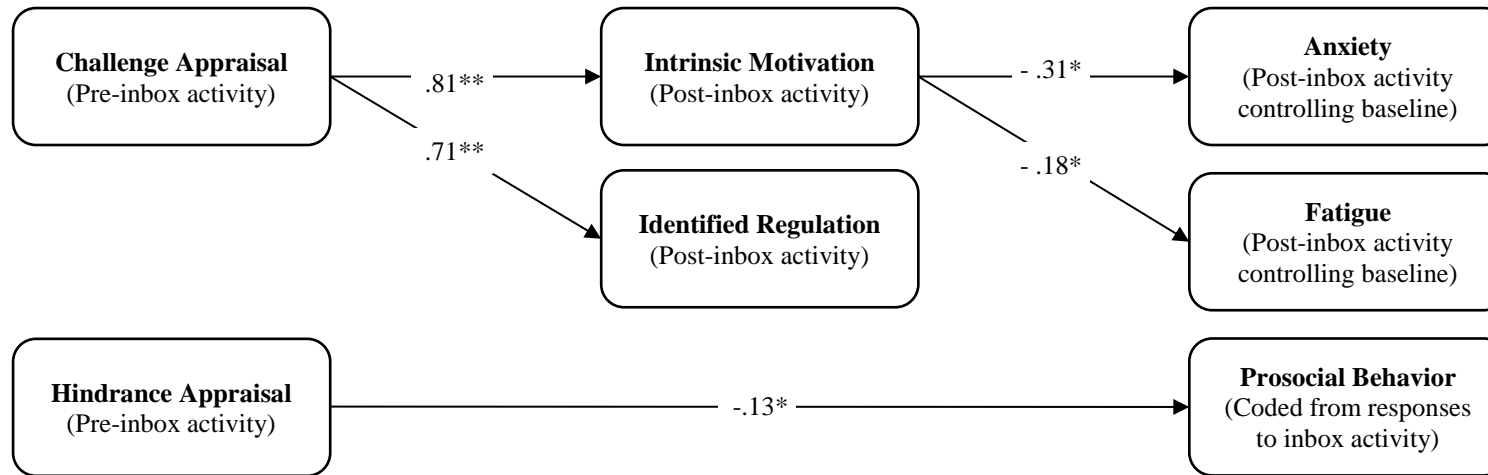 Challenge Appraisal
(Pre-inbox activity)
.81**
.71**
Intrinsic Motivation
(Post-inbox activity)
- .31*
- .18*
Anxiety
(Post-inbox activity
controlling baseline)
Identified Regulation
(Post-inbox activity)
Fatigue
(Post-inbox activity
controlling baseline)
Hindrance Appraisal
(Pre-inbox activity)
-.13*
Prosocial Behavior
(Coded from responses
to inbox activity)